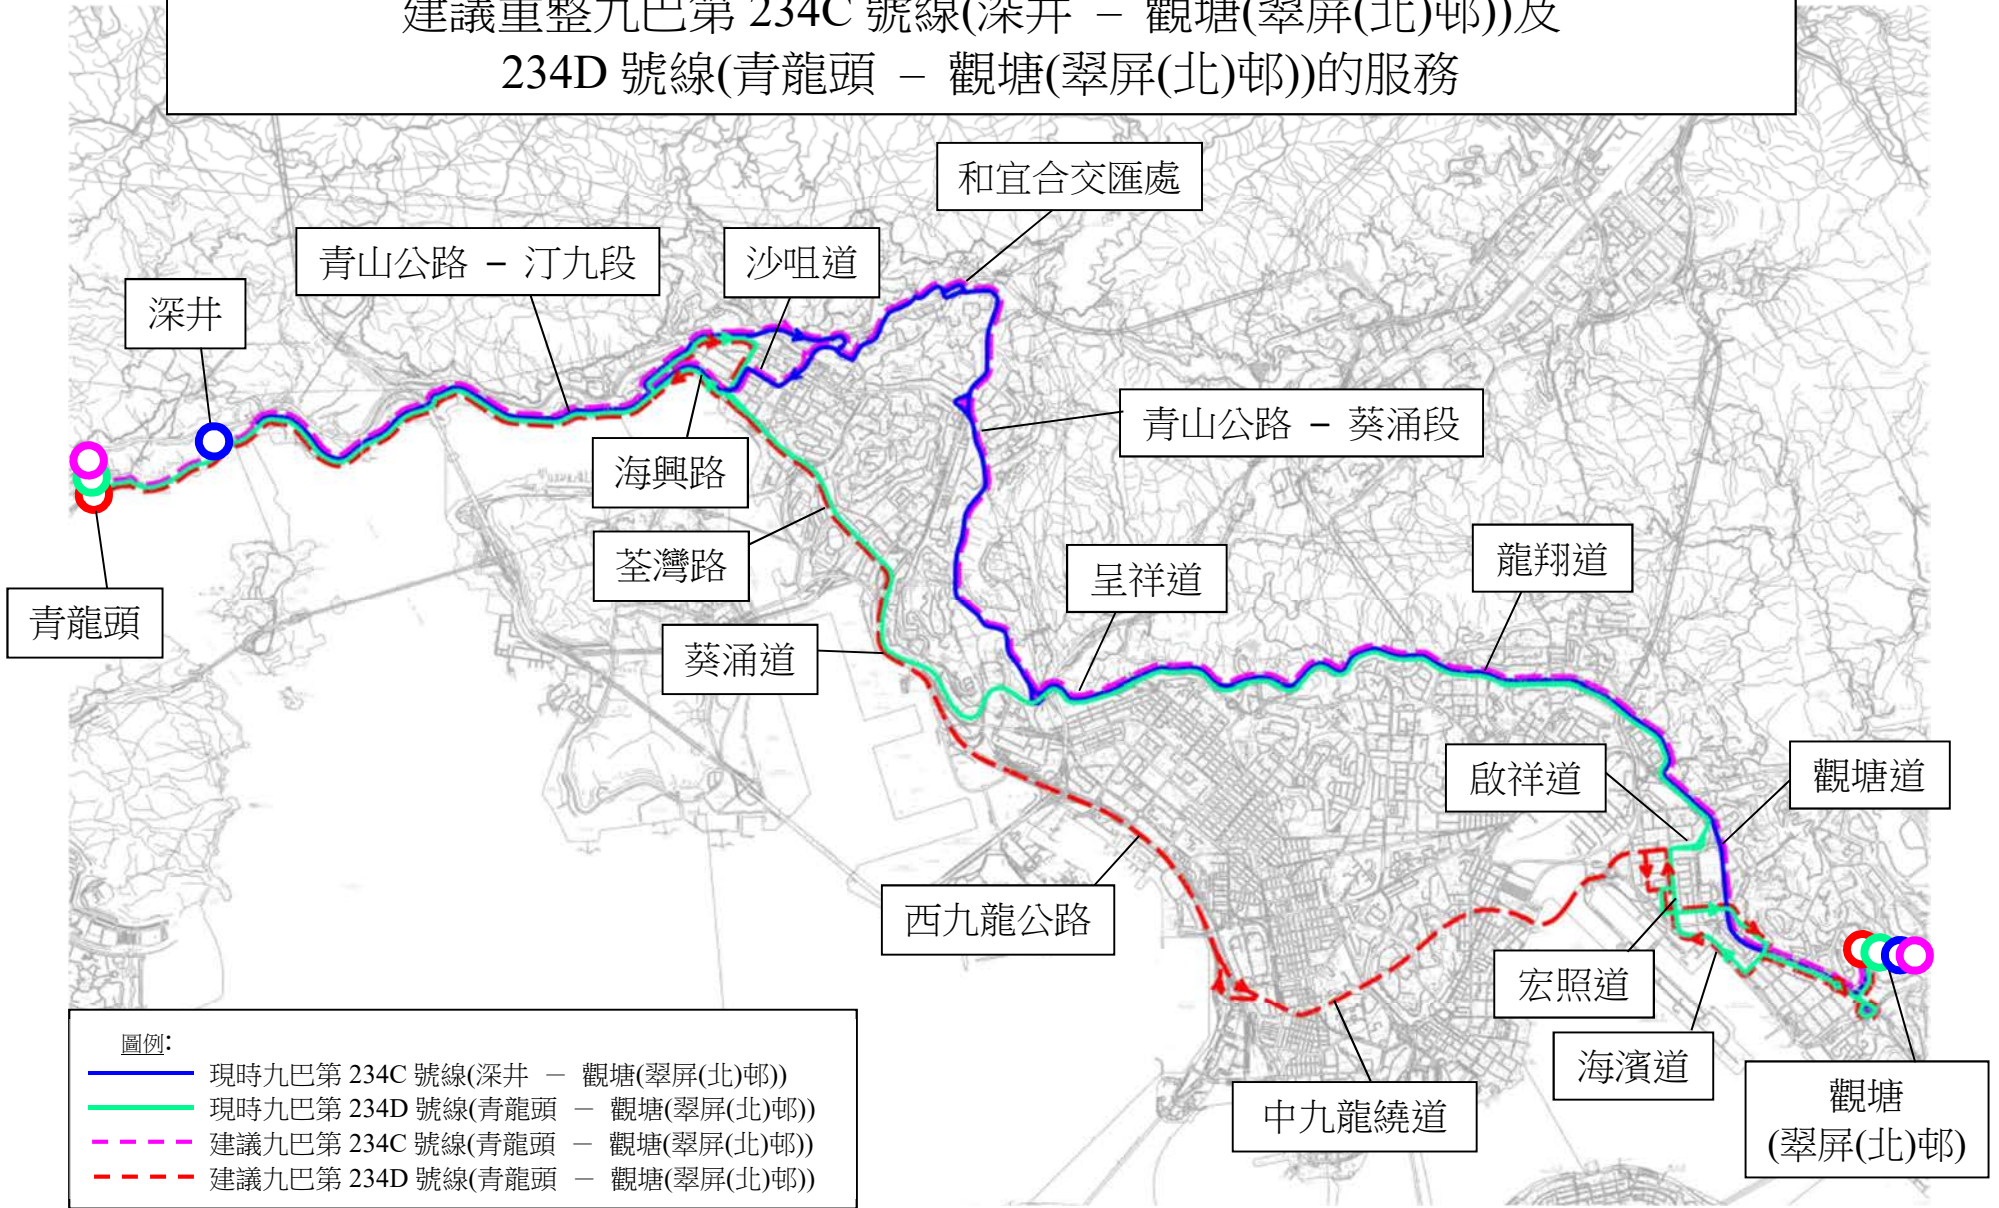 建議重整九巴第 234C 號線(深井 – 觀塘(翠屏(北)邨))及
234D 號線(青龍頭 – 觀塘(翠屏(北)邨))的服務
和宜合交匯處
青山公路 – 汀九段
沙咀道
深井
青山公路 – 葵涌段
海興路
荃灣路
龍翔道
呈祥道
青龍頭
葵涌道
啟祥道
觀塘道
西九龍公路
宏照道
海濱道
中九龍繞道
觀塘
(翠屏(北)邨)
圖例:
現時九巴第 234C 號線(深井 – 觀塘(翠屏(北)邨))
現時九巴第 234D 號線(青龍頭 – 觀塘(翠屏(北)邨))
建議九巴第 234C 號線(青龍頭 – 觀塘(翠屏(北)邨))
建議九巴第 234D 號線(青龍頭 – 觀塘(翠屏(北)邨))